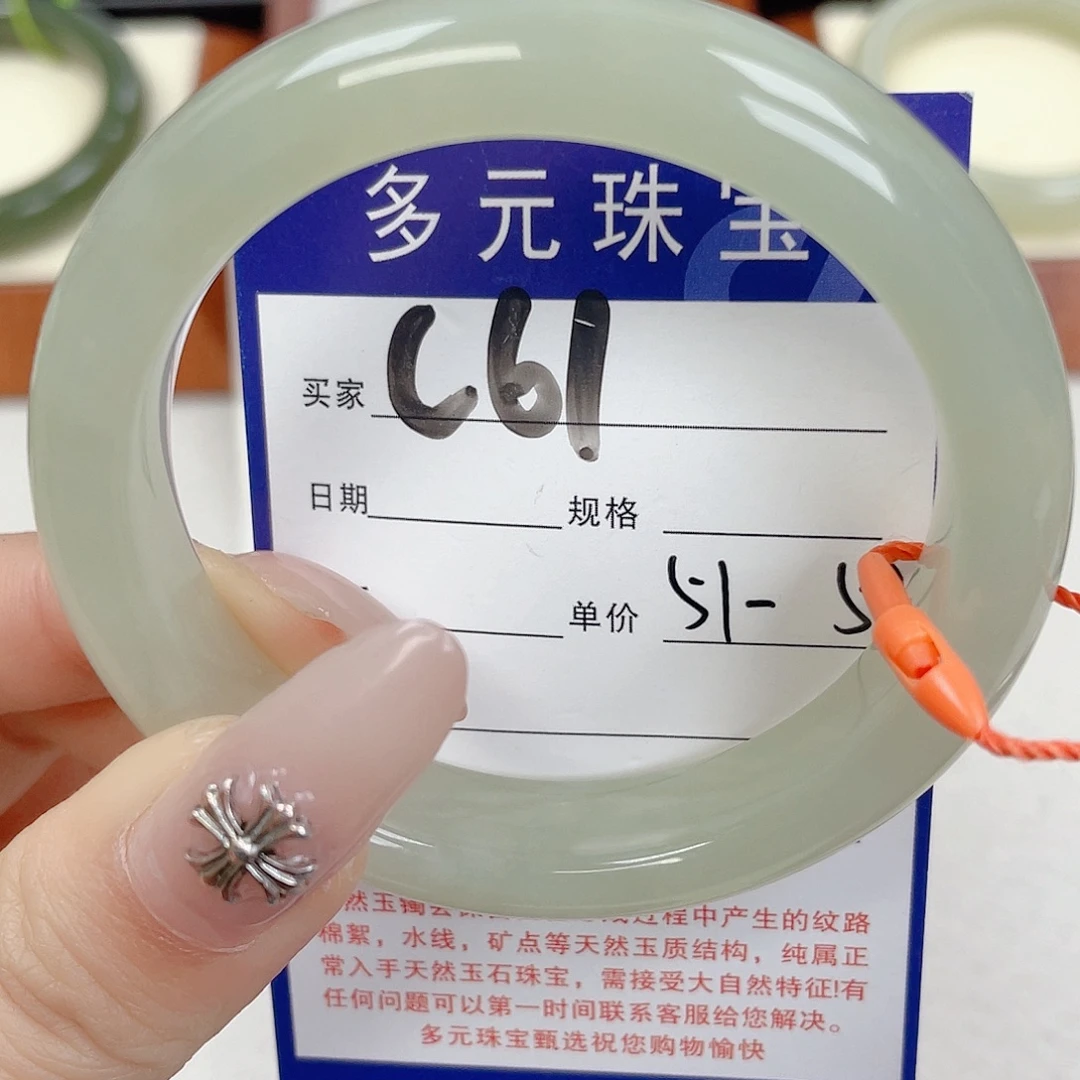 多元珠宝
买家 C61
日期 规格
单价 51-5
过程中产生的纹路
棉絮，水线，矿点等天然玉质结构，纯属正
常入手天然玉石珠宝，需接受大自然特征!有
任何问题可以第一时间联系客服给您解决。
多元珠宝甄选祝您购物愉快